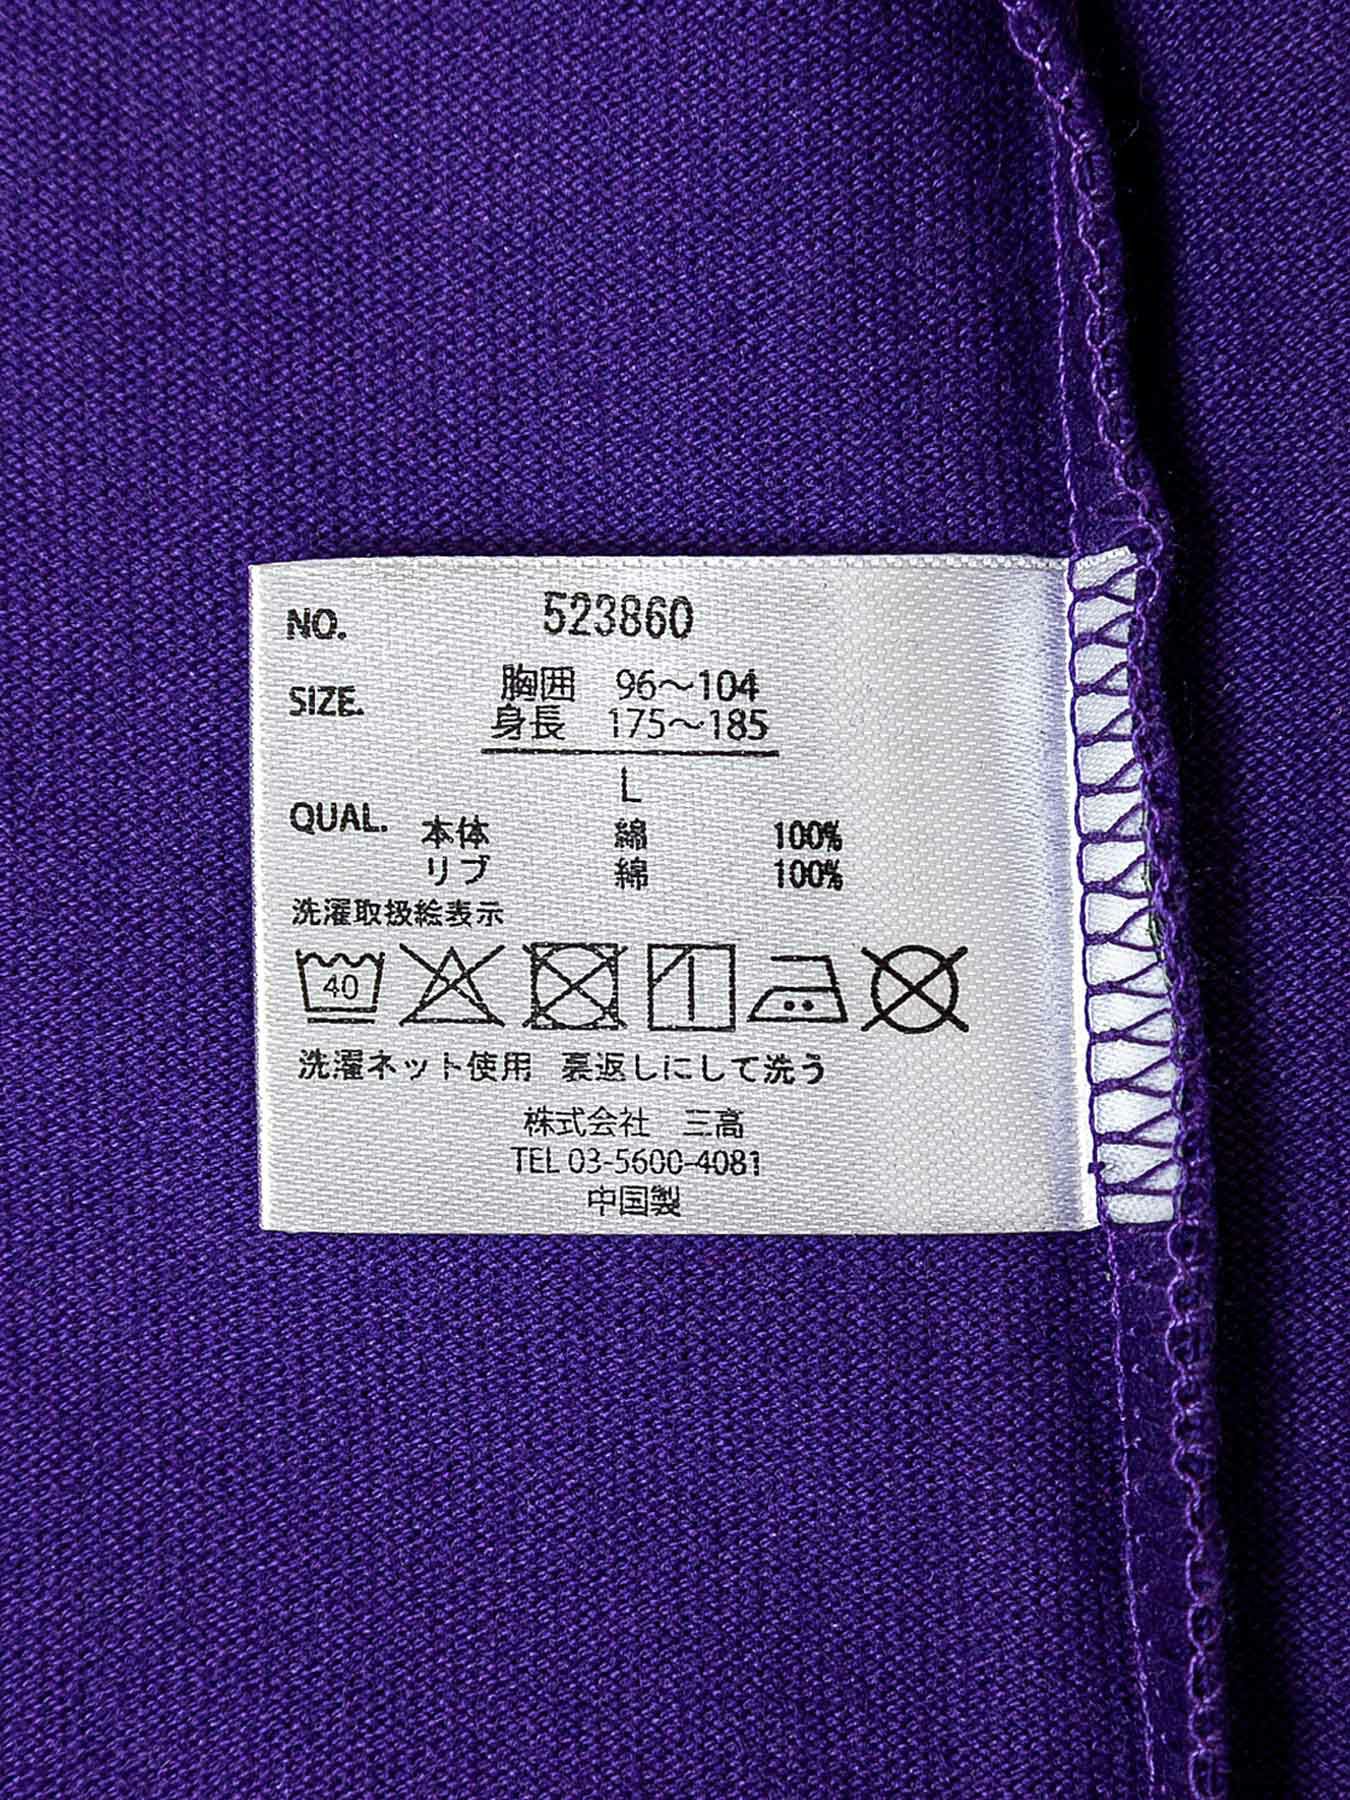 NO. 523860
SIZE. 胸囲 96～104
身長 175～185
L
QUAL. 本体 綿 100%
リブ 綿 100%
洗濯取扱絵表示
40
洗濯ネット使用 裏返しにして洗う
株式会社 三高
TEL 03-5600-4081
中国製